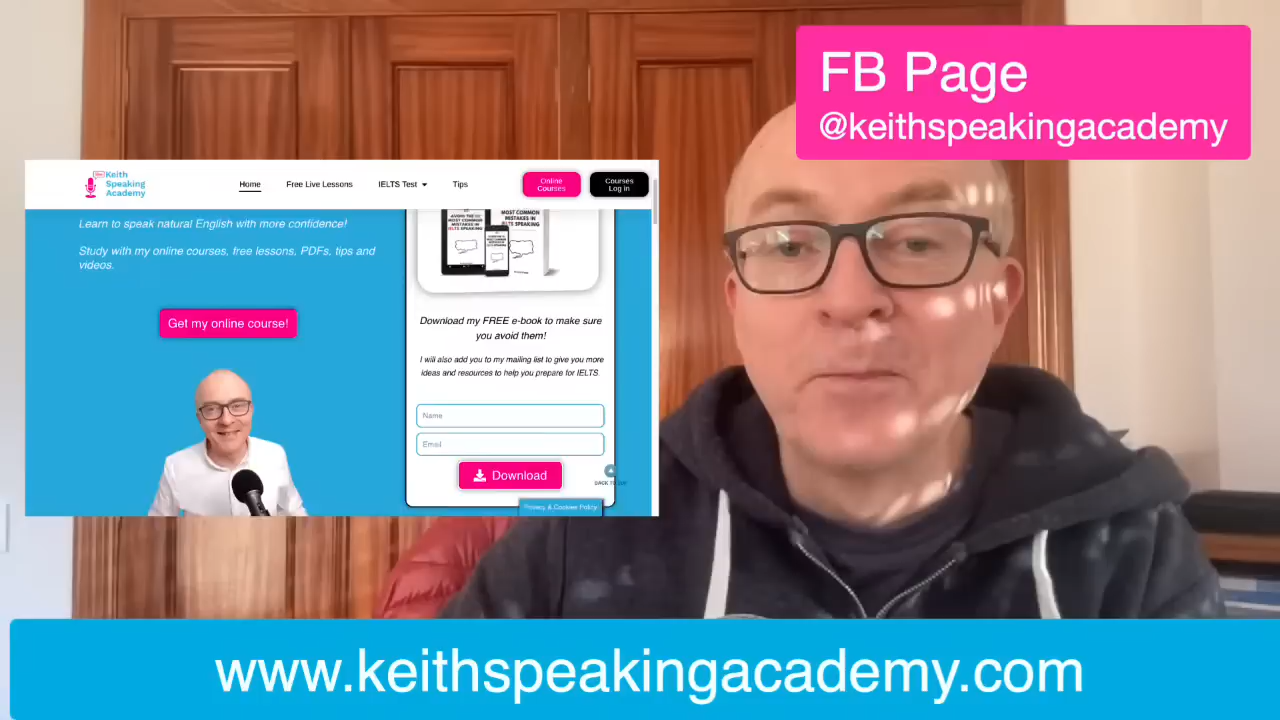 FB Page
@keithspeakingacademy
Keith
Speaking
Academy
Home
Free Live Lessons
IELTS Test
Tips
Online
Courses
Courses
Log in
Learn to speak natural English with more confidence!
Study with my online courses, free lessons, PDFs, tips and
videos.
Get my online course!
MOST COMMON
MISTAKES IN
IELTS SPEAKING
Download my FREE e-book to make sure
you avoid them!
I will also add you to my mailing list to give you more
ideas and resources to help you prepare for IELTS.
Name
Email
Download
BACK TO TOP
Privacy & Cookies Policy
www.keithspeakingacademy.com